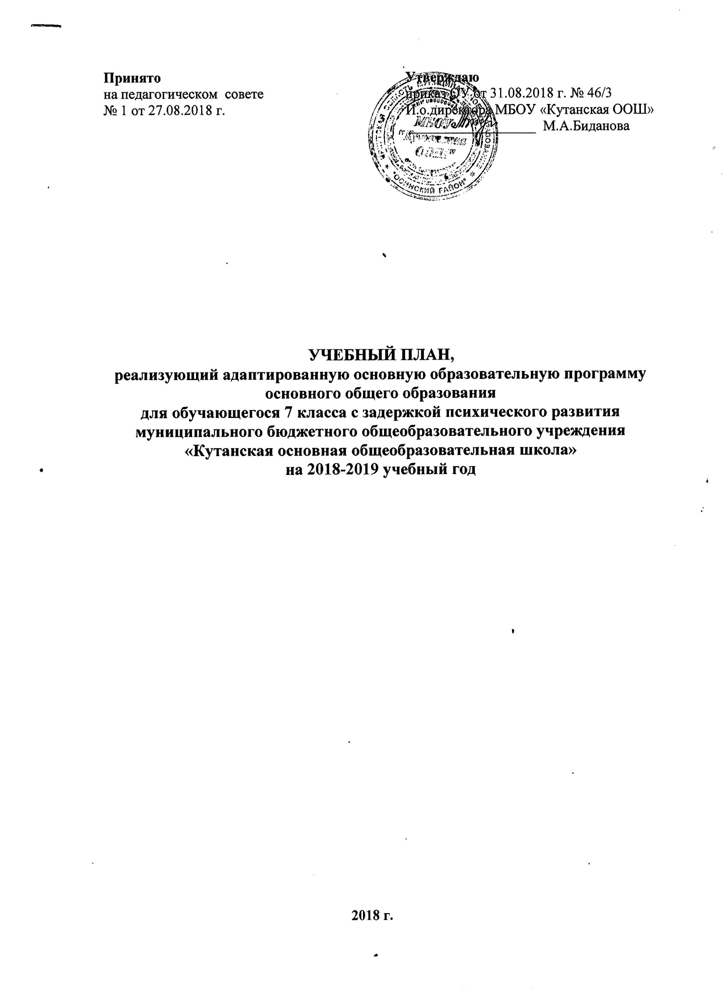 Принято
на педагогическом совете
№ 1 от 27.08.2018 г.
Утверждаю
приказ ОУ от 31.08.2018 г. № 46/3
И.о.директора МБОУ «Кутанская ООШ»
М.А.Биданова
МБОУ
ООШ"
"ОСИНСКИЙ РАЙОН"
УЧЕБНЫЙ ПЛАН,
реализующий адаптированную основную образовательную программу
основного общего образования
для обучающегося 7 класса с задержкой психического развития
муниципального бюджетного общеобразовательного учреждения
«Кутанская основная общеобразовательная школа»
на 2018-2019 учебный год
2018 г.